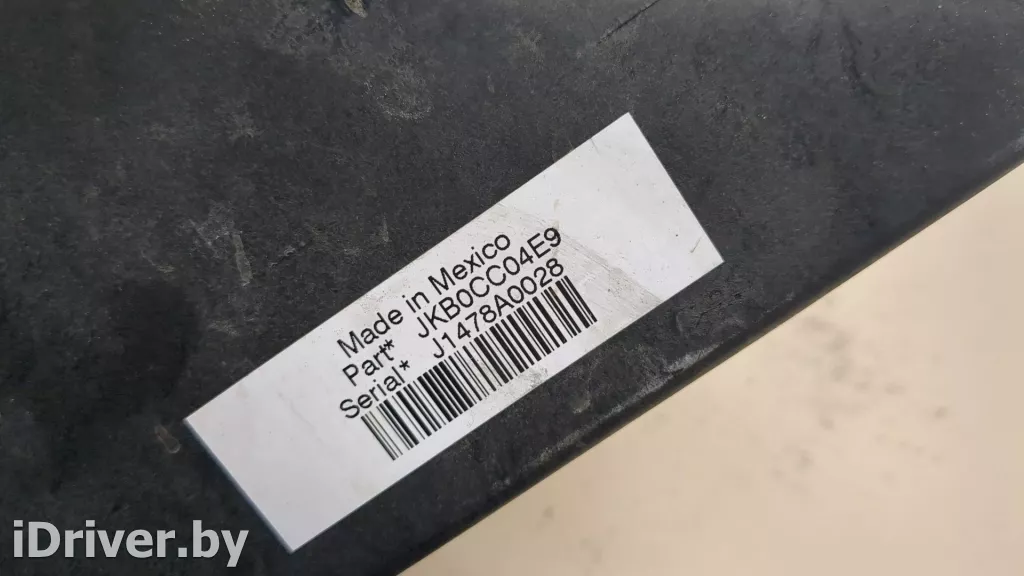 Made in Mexico
Part* JKB0CC04E9
Serial* J1478A0028
iDriver.by